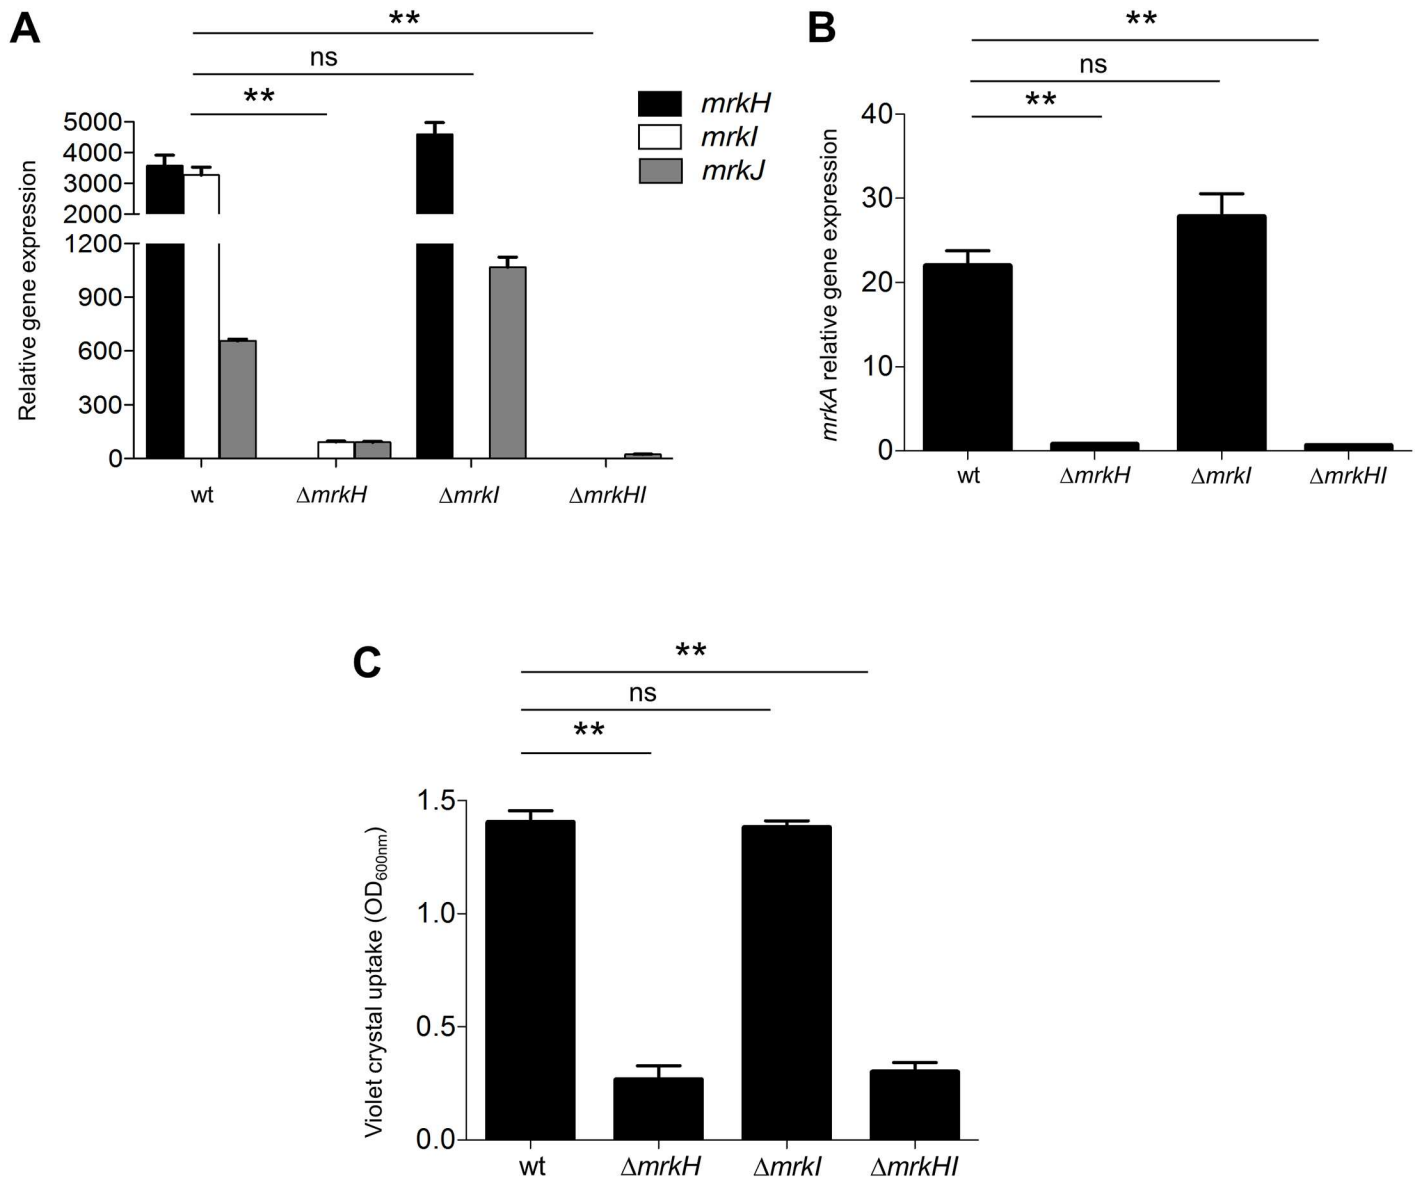 A
**
ns
**
mrkH
mrkI
mrkJ
Relative gene expression
5000
4000
3000
2000
1200
900
600
300
0
wt
ΔmrkH
ΔmrkI
ΔmrkHI
B
**
ns
**
mrkA relative gene expression
40
30
20
10
0
wt
ΔmrkH
ΔmrkI
ΔmrkHI
C
**
ns
**
Violet crystal uptake (OD600nm)
1.5
1.0
0.5
0.0
wt
ΔmrkH
ΔmrkI
ΔmrkHI